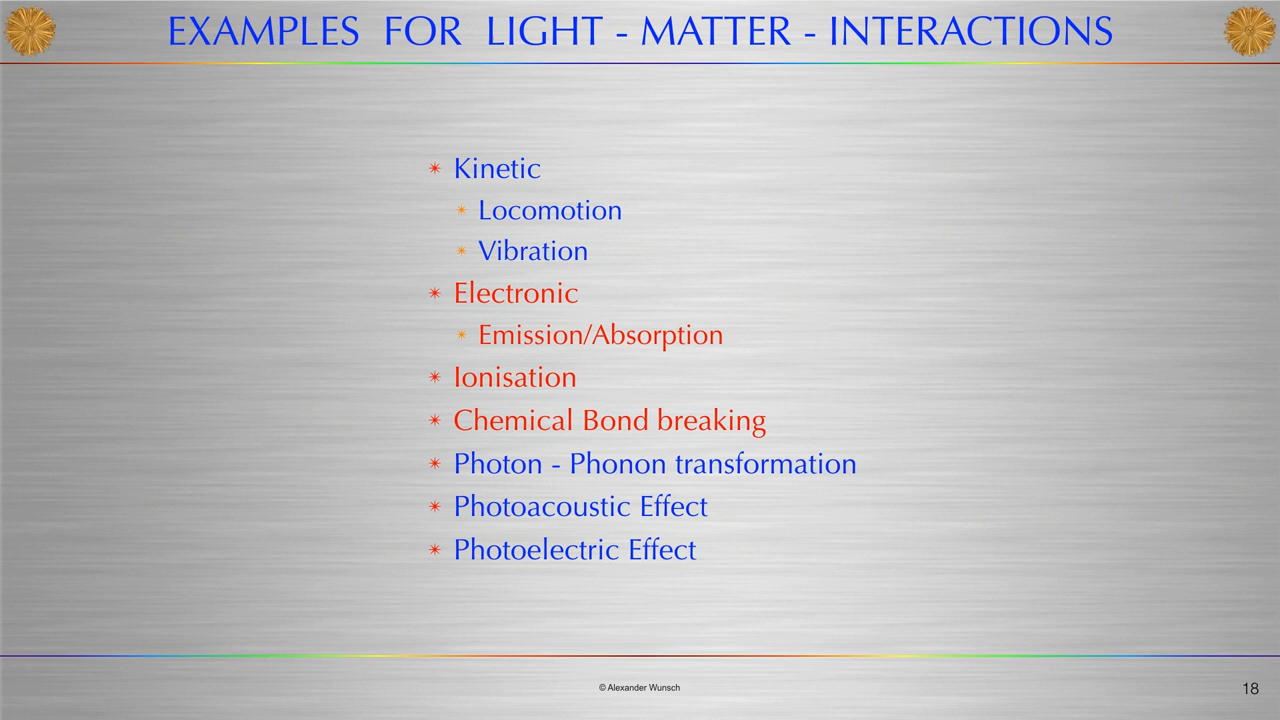 EXAMPLES FOR LIGHT - MATTER - INTERACTIONS
Kinetic
Locomotion
Vibration
Electronic
Emission/Absorption
Ionisation
Chemical Bond breaking
Photon - Phonon transformation
Photoacoustic Effect
Photoelectric Effect
© Alexander Wunsch
18